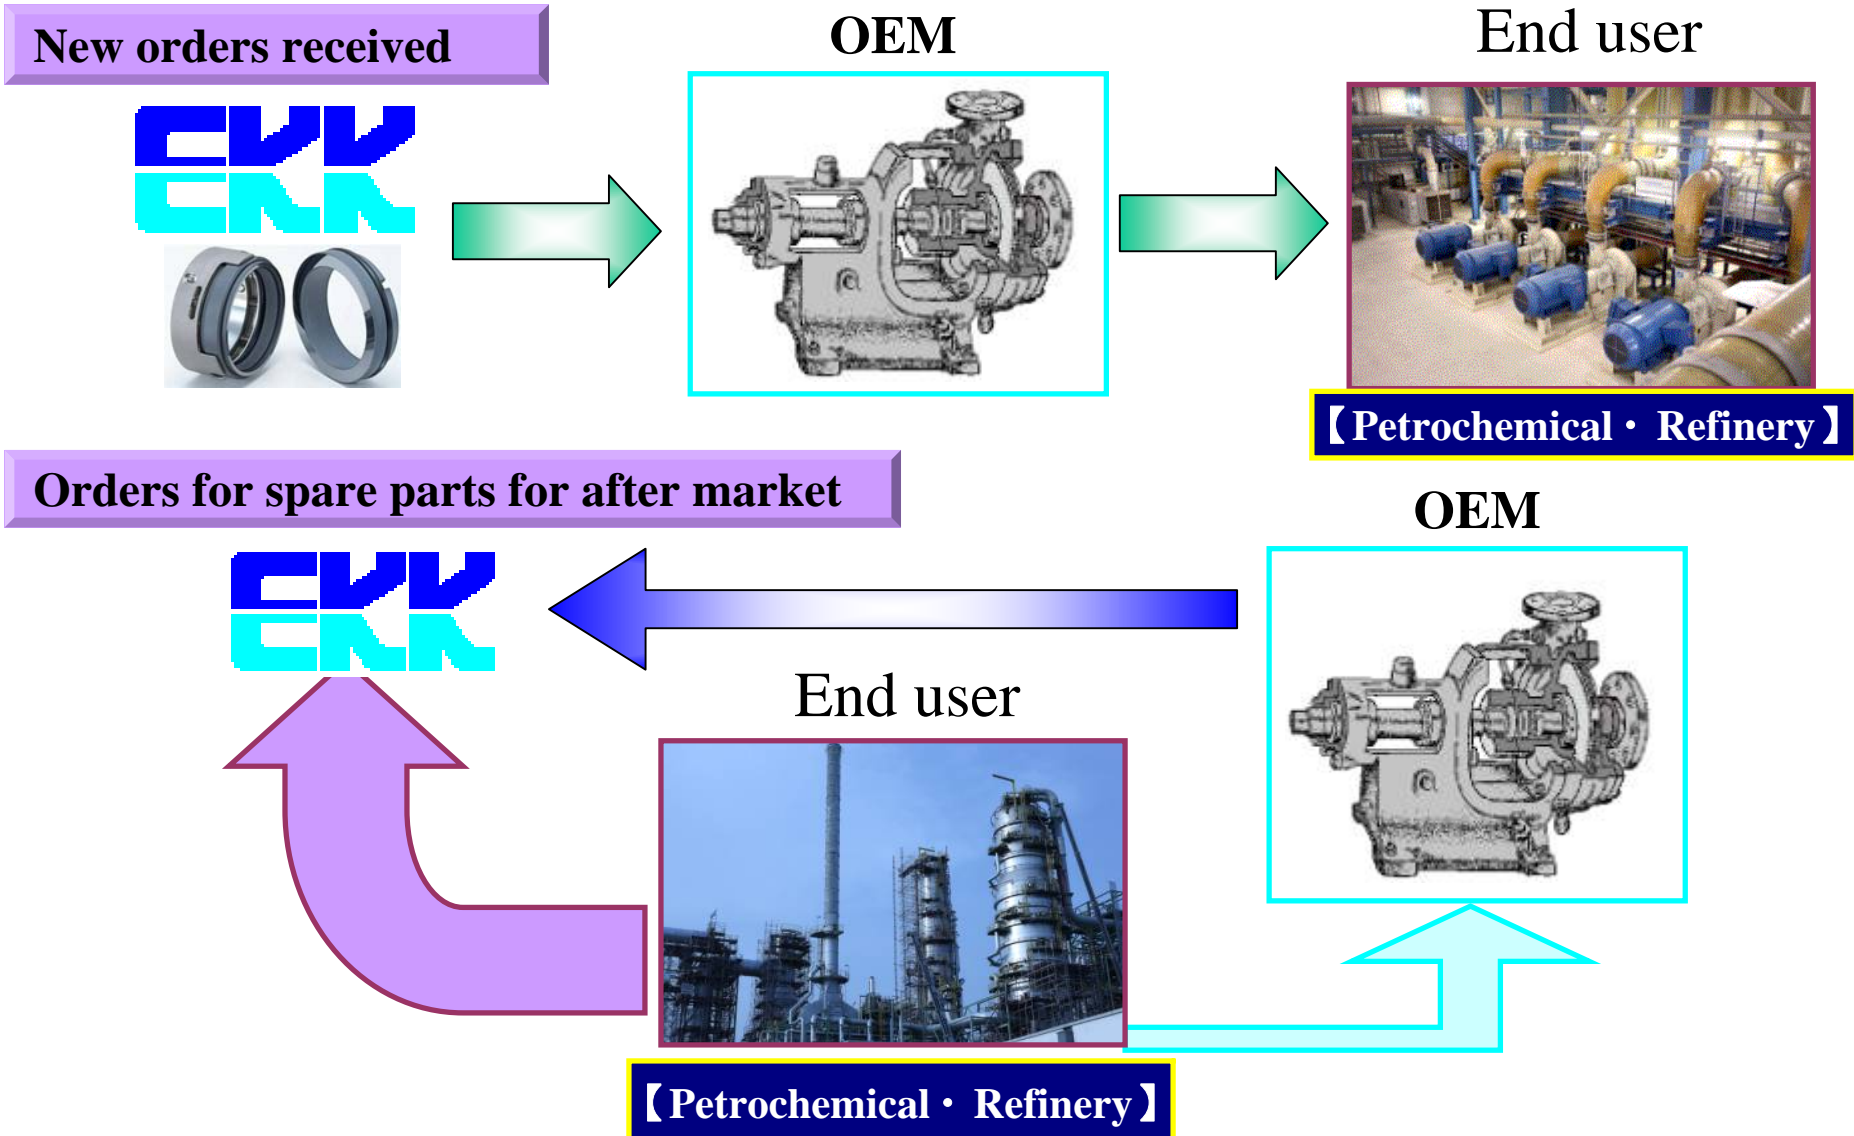 New orders received
OEM
End user
EKK
【Petrochemical・ Refinery】
Orders for spare parts for after market
OEM
EKK
End user
【Petrochemical・ Refinery】